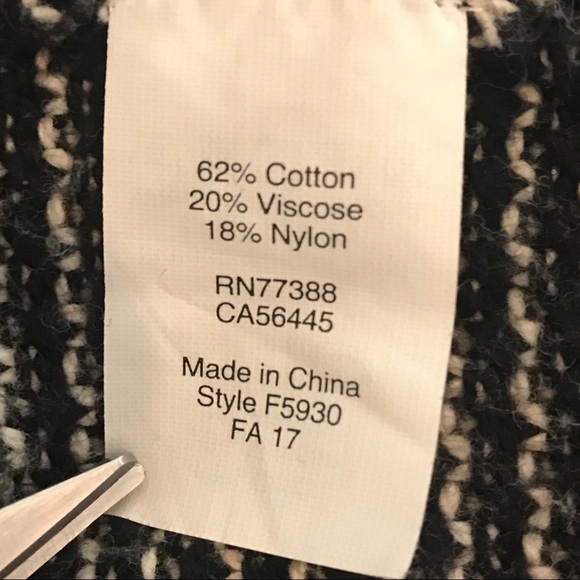 62% Cotton
20% Viscose
18% Nylon
RN77388
CA56445
Made in China
Style F5930
FA 17